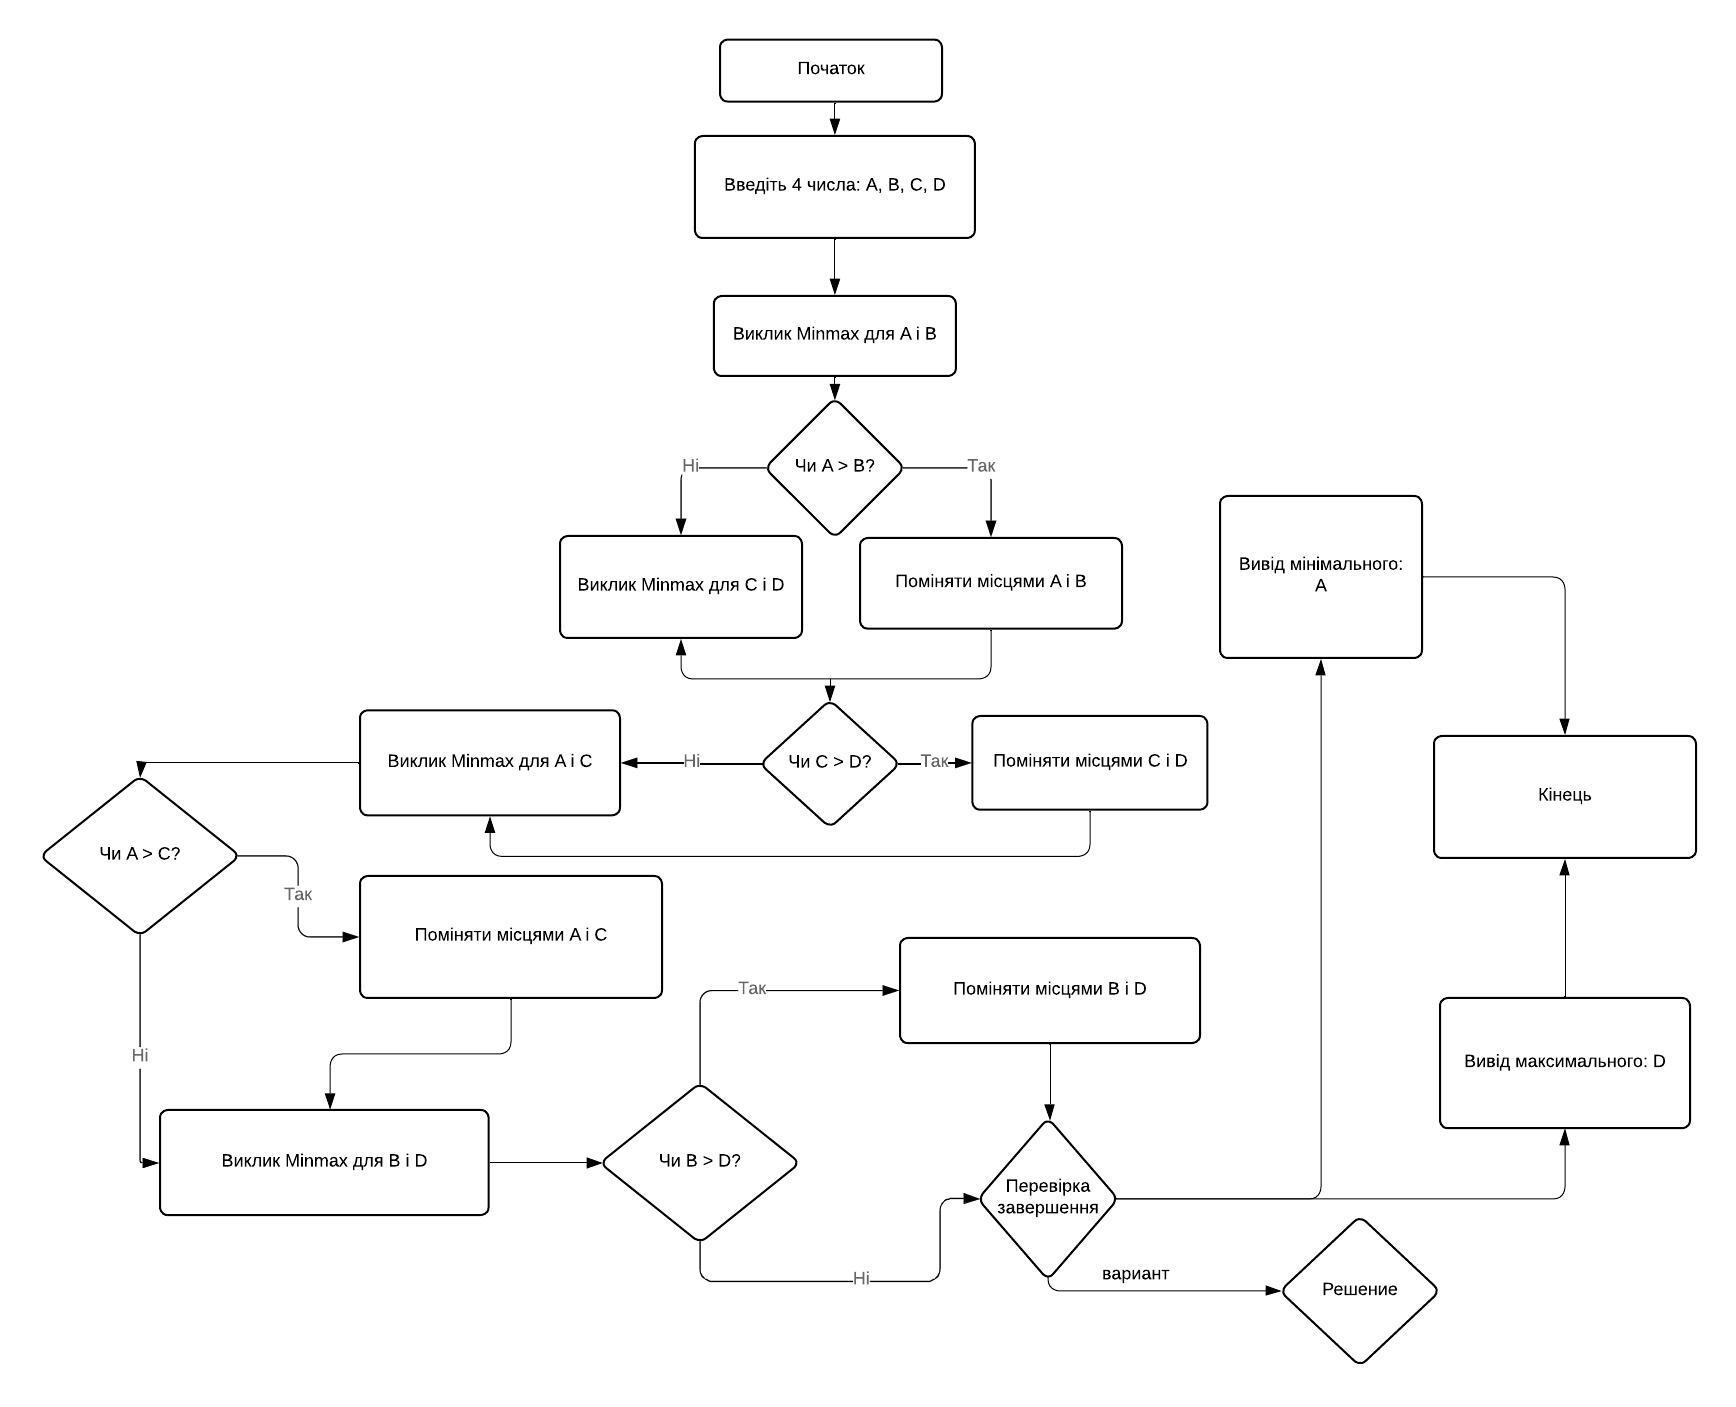 Початок
Введіть 4 числа: A, B, C, D
Виклик Minmax для A і B
Чи A > B?
Ні
Так
Виклик Minmax для C і D
Поміняти місцями A і B
Вивід мінімального:
A
Виклик Minmax для A і C
Ні
Чи C > D?
Так
Поміняти місцями C і D
Кінець
Чи A > C?
Так
Поміняти місцями A і C
Так
Поміняти місцями B і D
Ні
Вивід максимального: D
Виклик Minmax для B і D
Чи B > D?
Перевірка
завершення
Ні
вариант
Решение